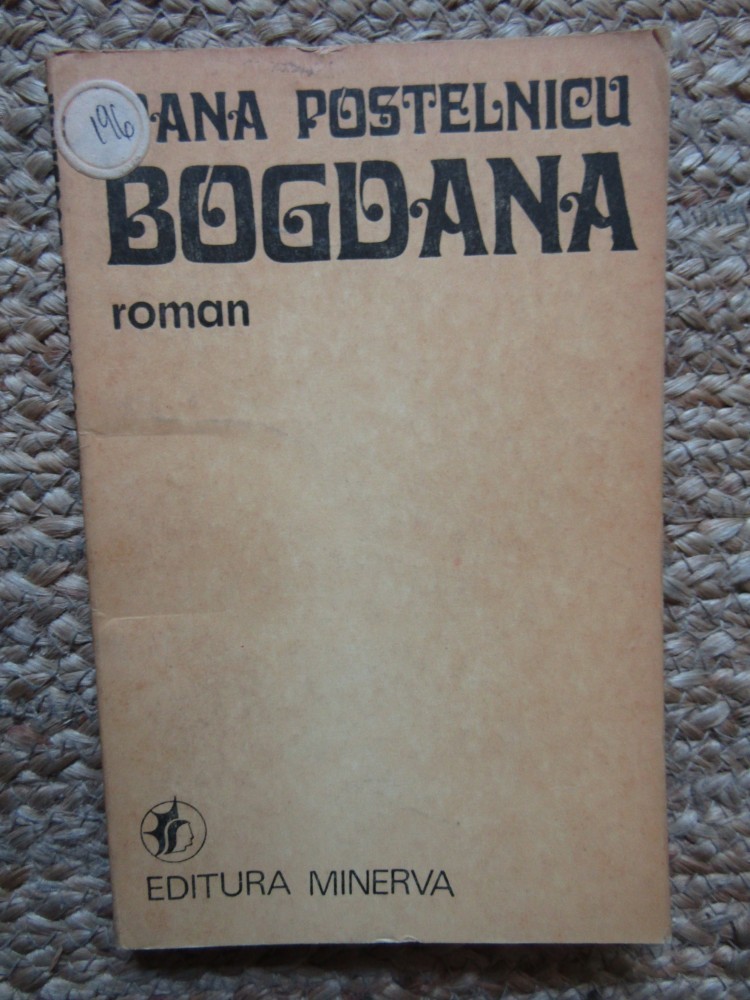 196
ANA POSTELNICU
BOGDANA
roman
EDITURA MINERVA